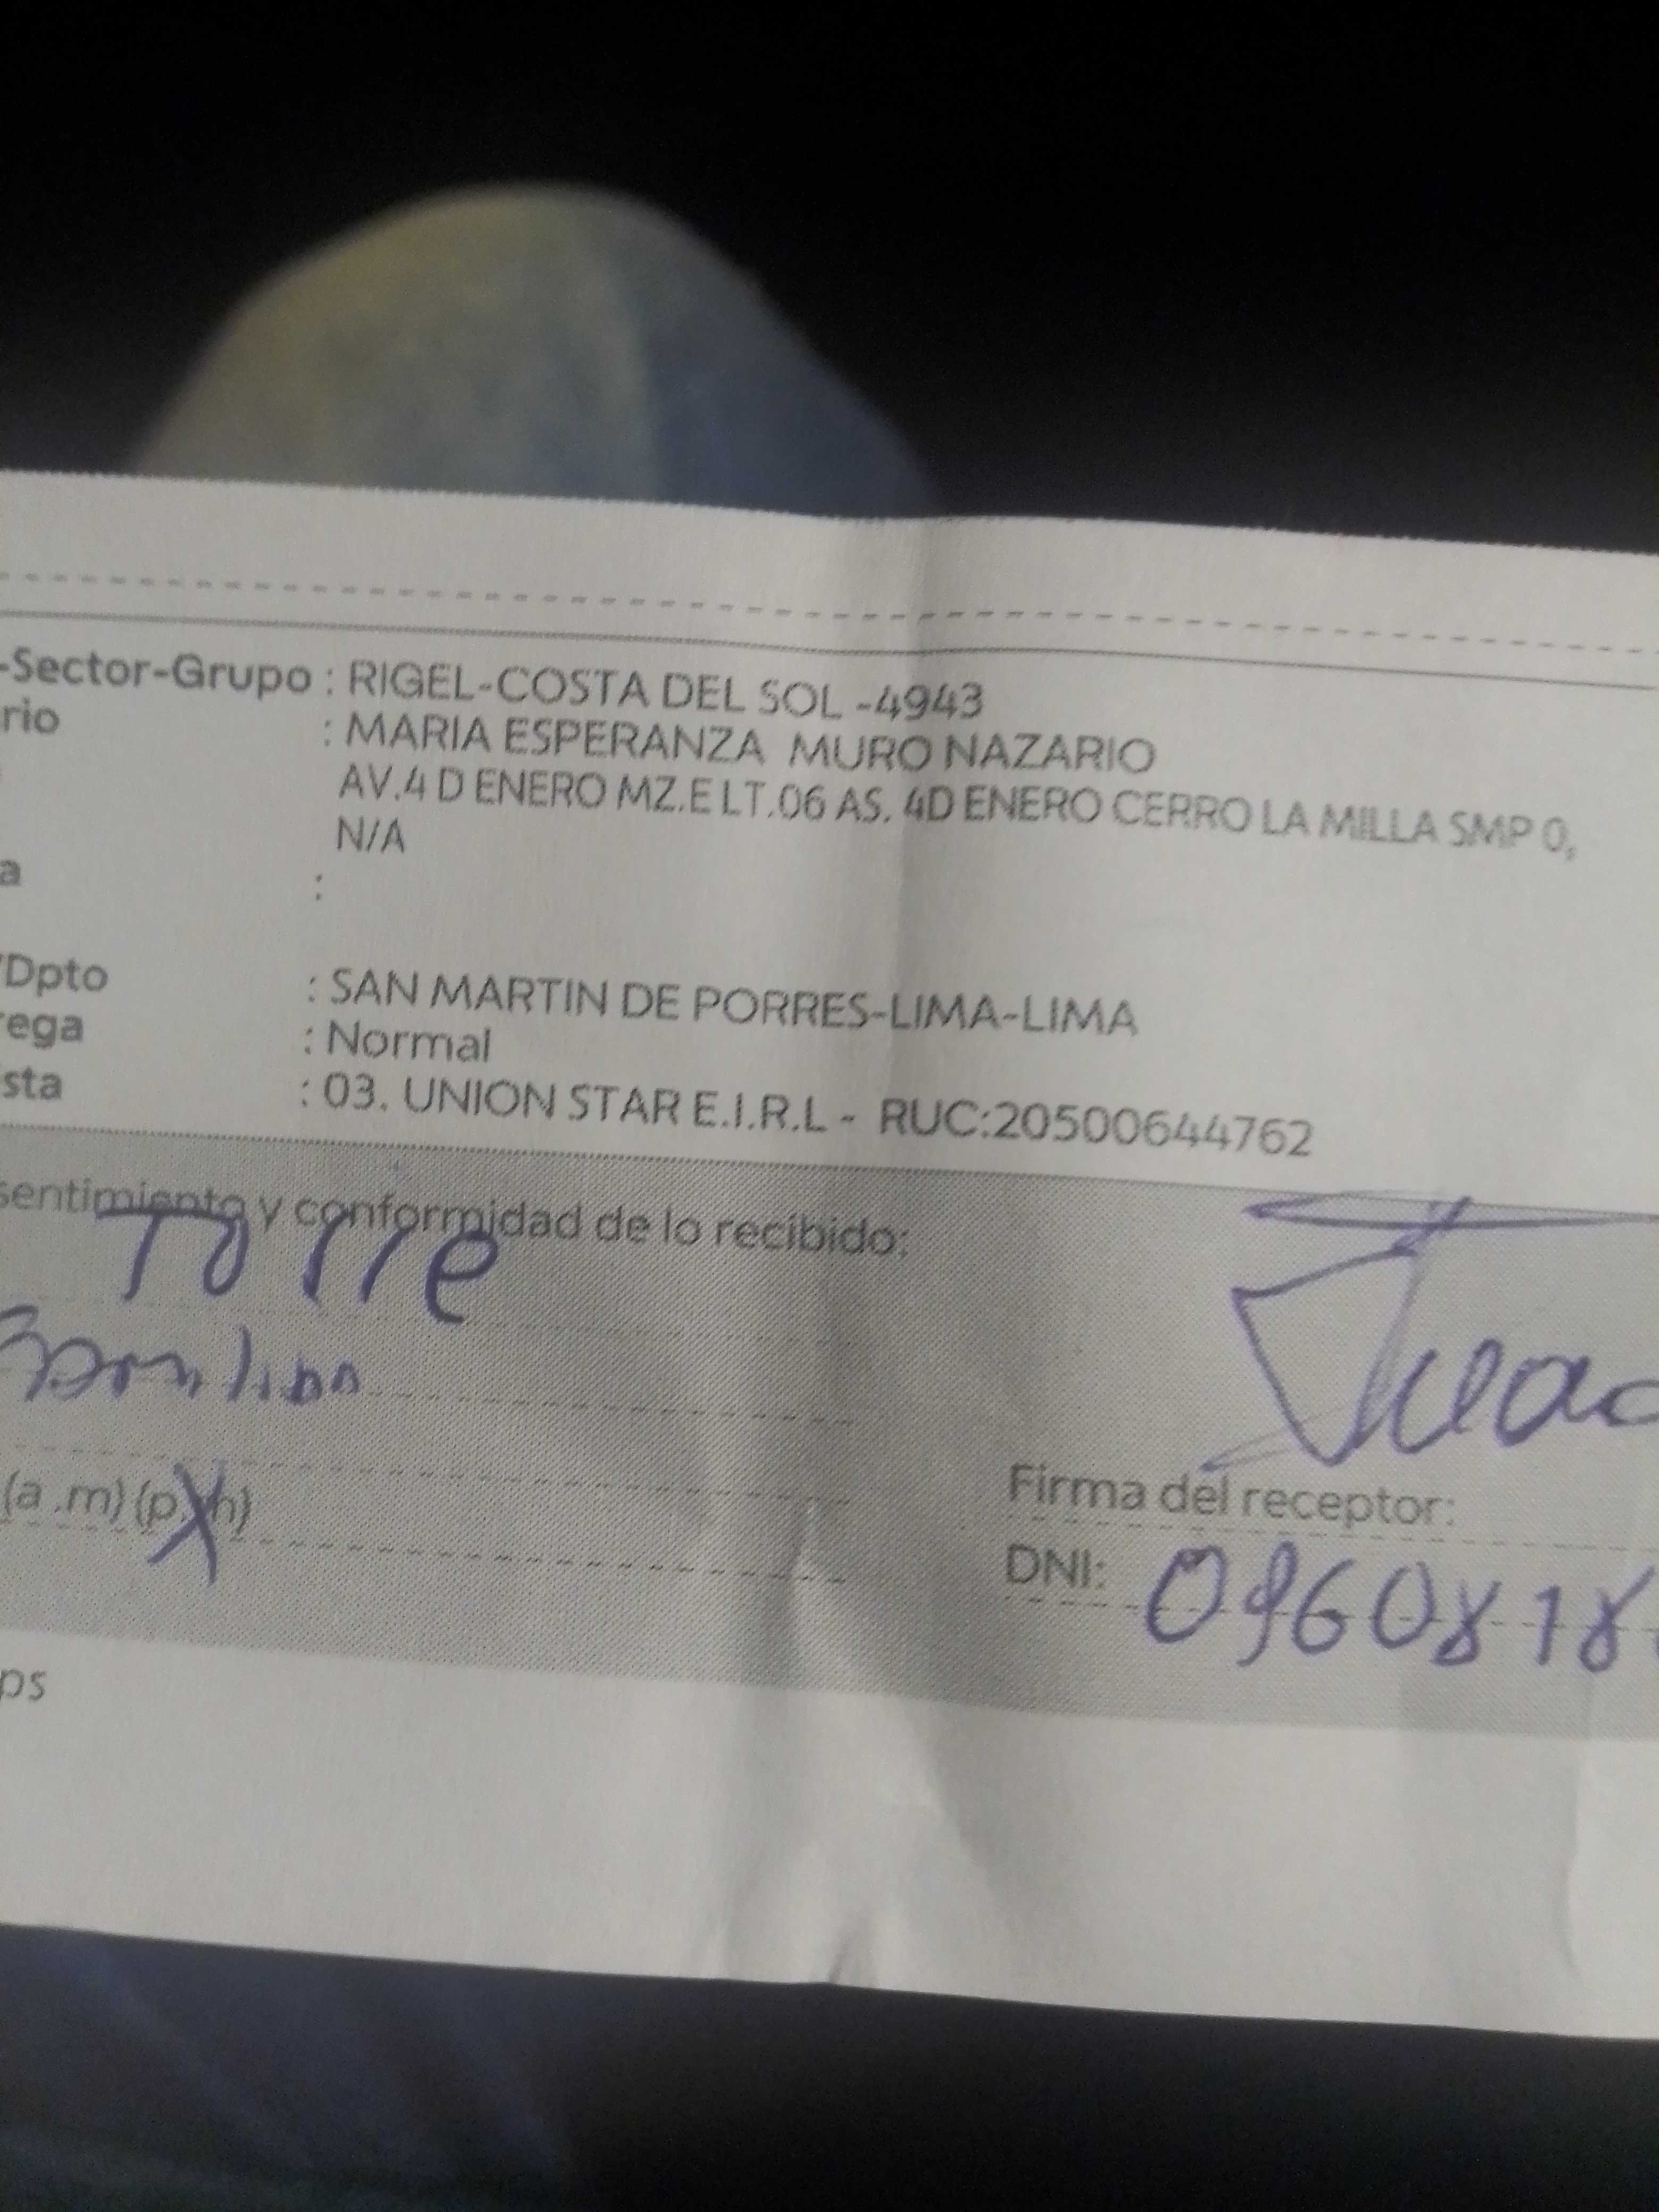 -Sector-Grupo : RIGEL-COSTA DEL SOL -4943
rio : MARIA ESPERANZA MURO NAZARIO
AV.4 D ENERO MZ.E LT.06 AS. 4D ENERO CERRO LA MILLA SMP 0,
N/A
a :
/Dpto : SAN MARTIN DE PORRES-LIMA-LIMA
rega : Normal
sta : 03. UNION STAR E.I.R.L - RUC:20500644762
sentimiento y conformidad de lo recibido:
Torre
(a .m) (p.m)
Firma del receptor:
DNI: 0960818
ps